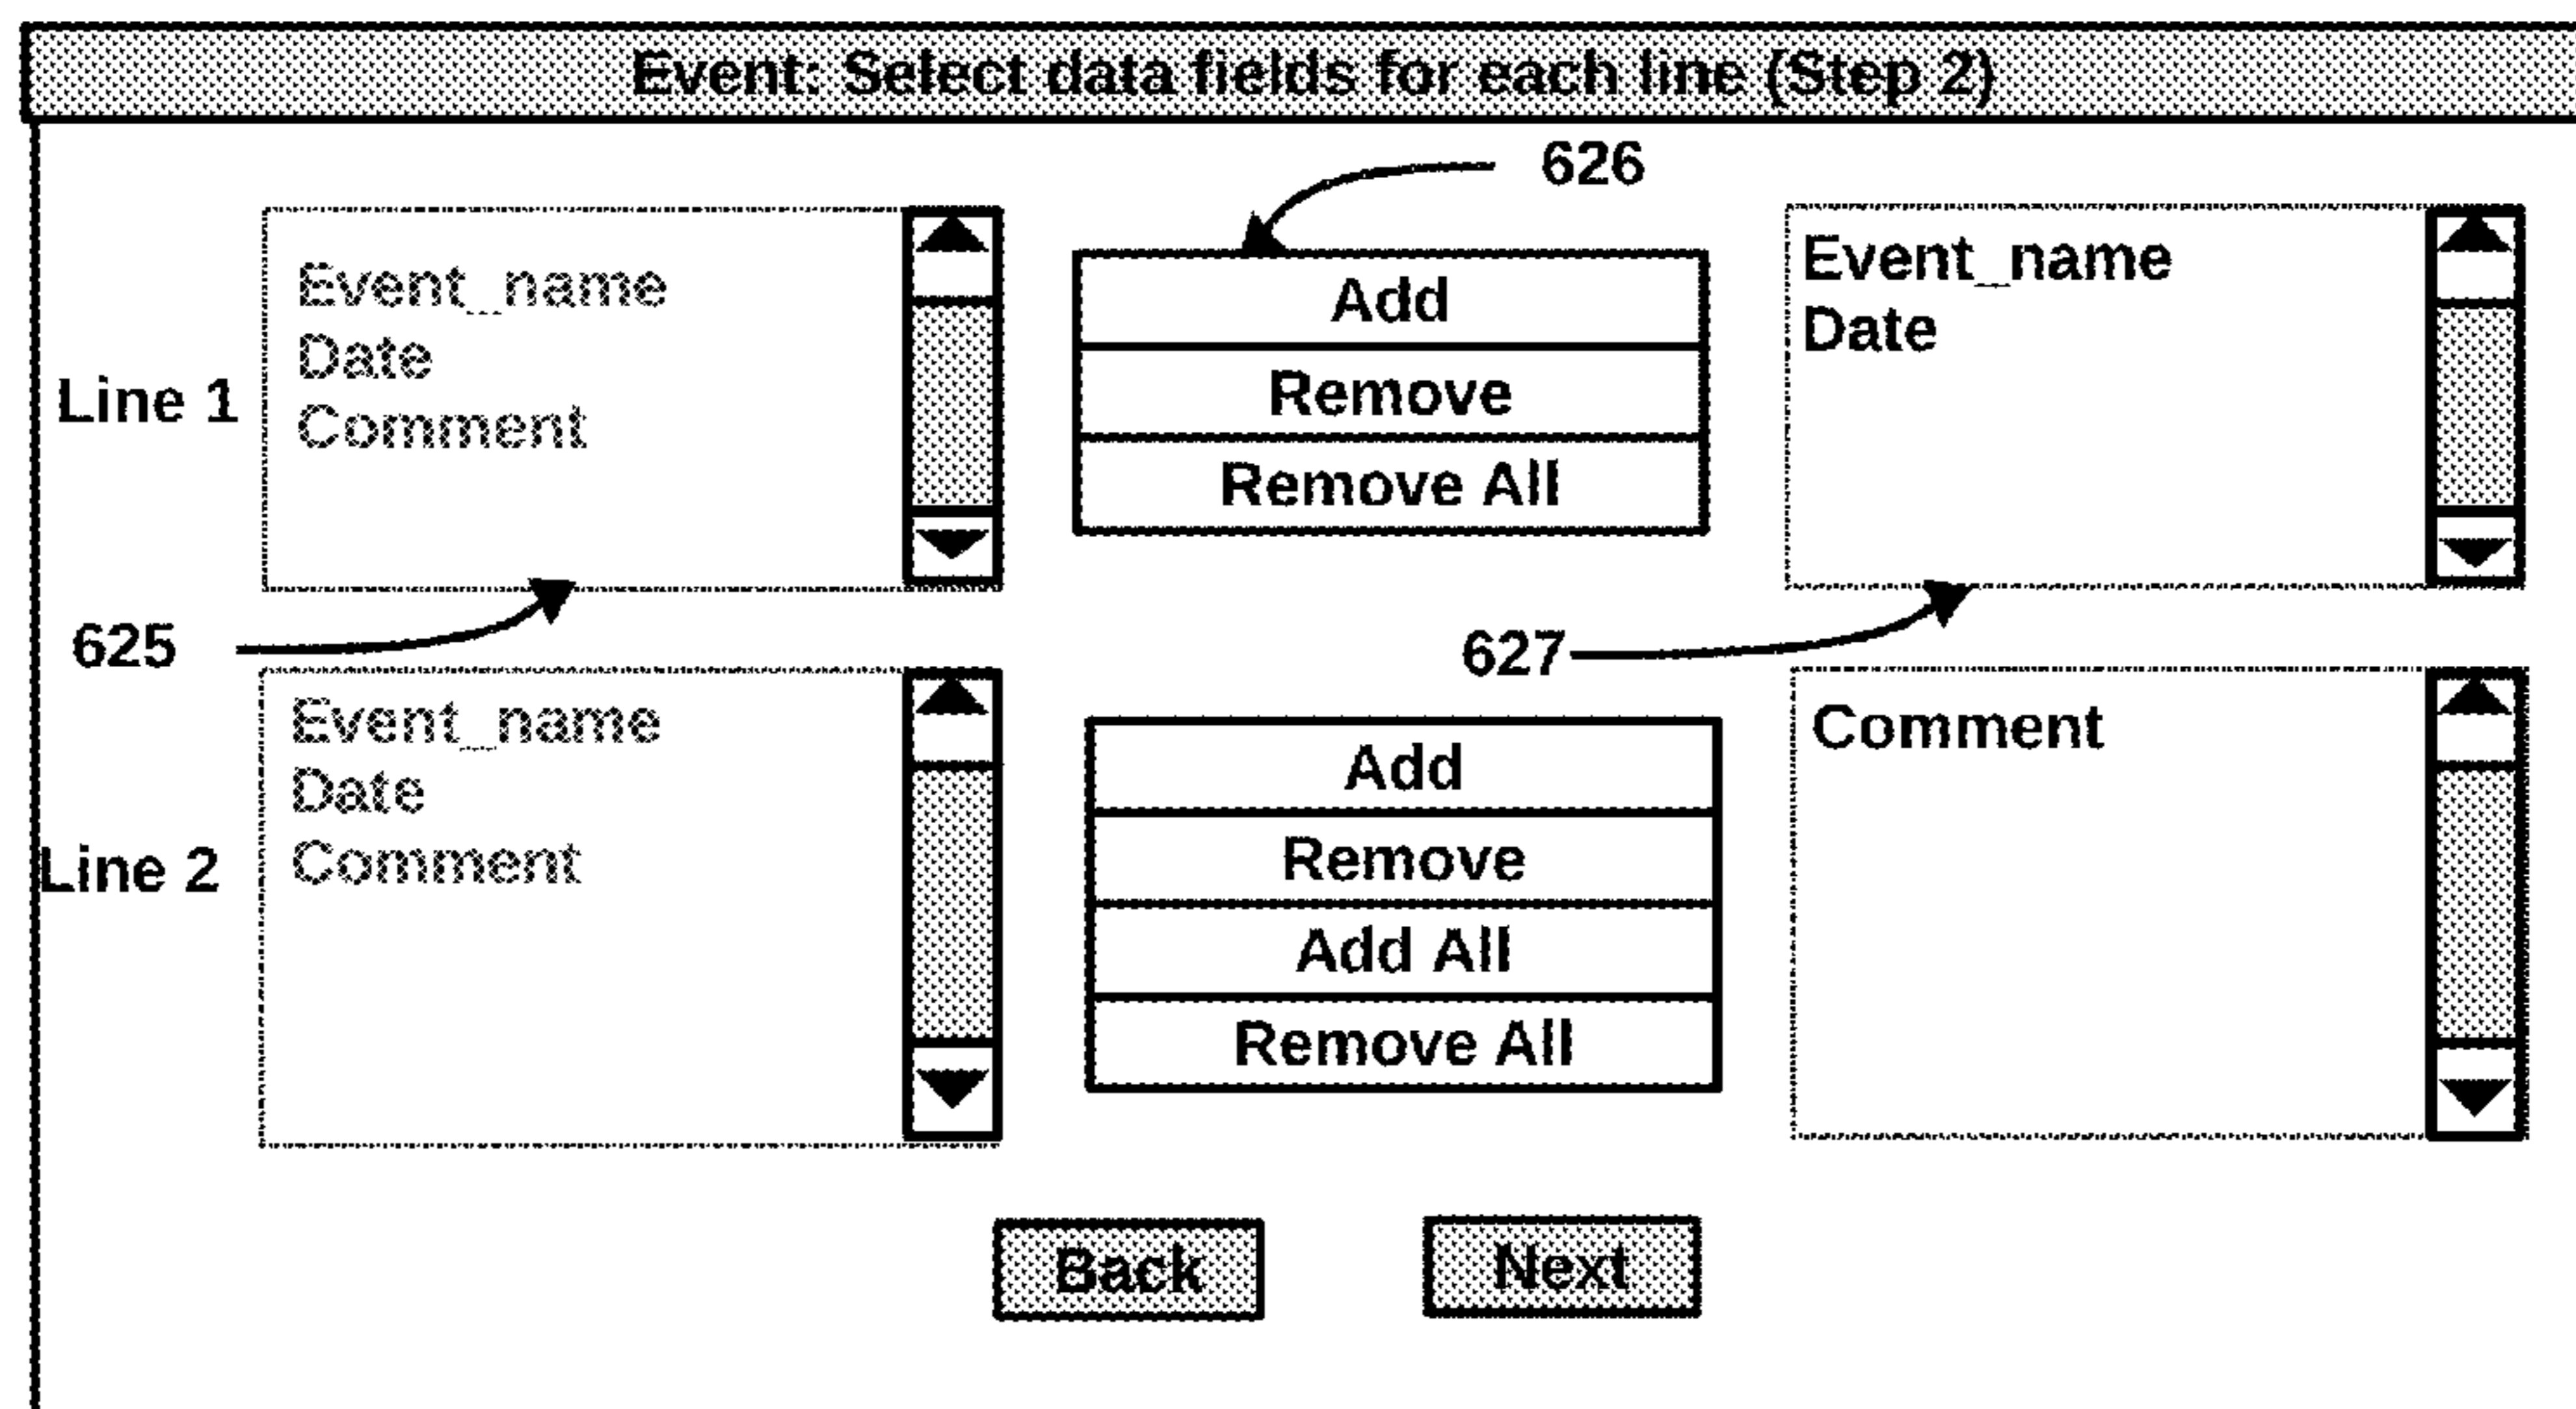 Event: Select data fields for each line (Step 2)
626
Line 1
Event_name
Date
Comment
Add
Remove
Remove All
Event_name
Date
625
627
Line 2
Event_name
Date
Comment
Add
Remove
Add All
Remove All
Comment
Back
Next